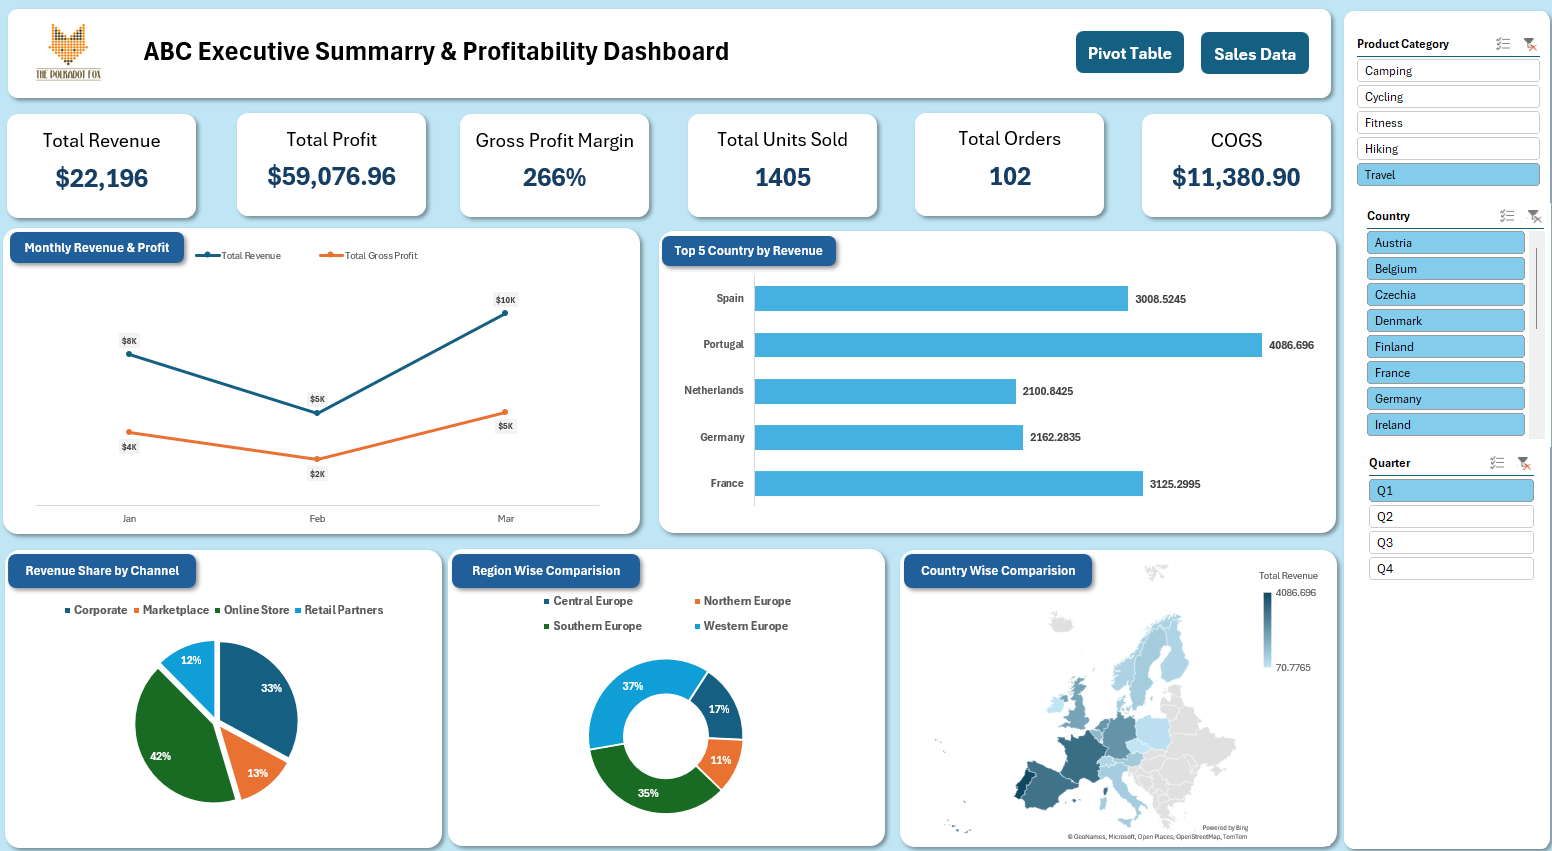 THE POLKADOT FOX
ABC Executive Summarry & Profitability Dashboard
Pivot Table
Sales Data
Total Revenue
$22,196
Total Profit
$59,076.96
Gross Profit Margin
266%
Total Units Sold
1405
Total Orders
102
COGS
$11,380.90
Monthly Revenue & Profit
Total Revenue
Total Gross Profit
$8K
$5K
$10K
$4K
$2K
$5K
Jan
Feb
Mar
Top 5 Country by Revenue
Spain
3008.5245
Portugal
4086.696
Netherlands
2100.8425
Germany
2162.2835
France
3125.2995
Revenue Share by Channel
Corporate
Marketplace
Online Store
Retail Partners
12%
33%
42%
13%
Region Wise Comparision
Central Europe
Northern Europe
Southern Europe
Western Europe
37%
17%
11%
35%
Country Wise Comparision
Total Revenue
4086.696
70.7765
Powered by Bing
© GeoNames, Microsoft, Open Places, OpenStreetMap, TomTom
Product Category
Camping
Cycling
Fitness
Hiking
Travel
Country
Austria
Belgium
Czechia
Denmark
Finland
France
Germany
Ireland
Quarter
Q1
Q2
Q3
Q4